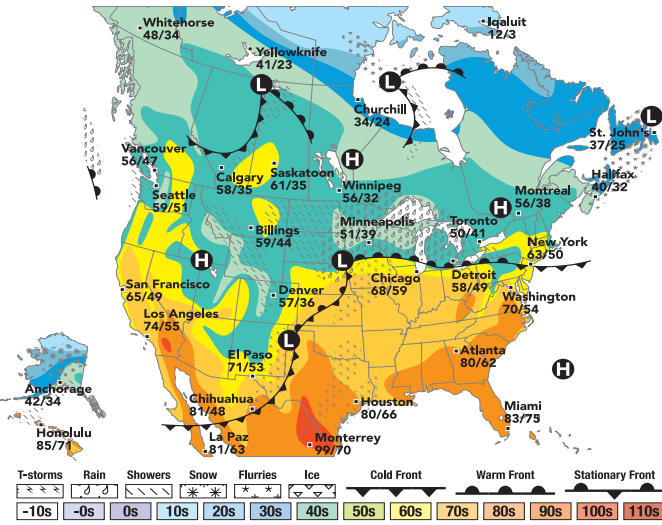 Whitehorse
48/34
Iqaluit
12/3
Yellowknife
41/23
L
L
Churchill
34/24
L
St. John's
37/25
Vancouver
56/47
H
Calgary
58/35
Saskatoon
61/35
Winnipeg
56/32
Halifax
40/32
Seattle
59/51
Montreal
56/38
H
Minneapolis
51/39
Toronto
50/41
Billings
59/44
New York
63/50
H
L
San Francisco
65/49
Denver
57/36
Chicago
68/59
Detroit
58/49
Washington
70/54
Los Angeles
74/55
L
El Paso
71/53
Atlanta
80/62
H
Anchorage
42/34
Chihuahua
81/48
Houston
80/66
Miami
83/75
Honolulu
85/71
La Paz
81/63
Monterrey
99/70
T-storms Rain Showers Snow Flurries Ice Cold Front Warm Front Stationary Front
-10s -0s 0s 10s 20s 30s 40s 50s 60s 70s 80s 90s 100s 110s